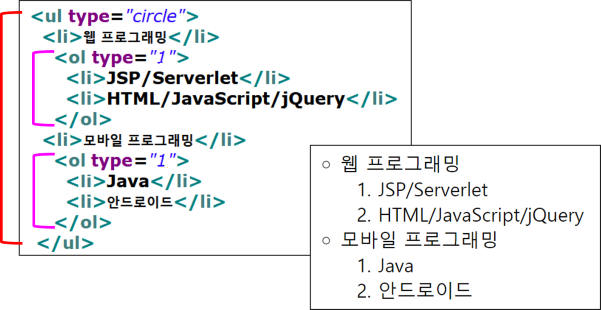 <ul type="circle">
<li>웹 프로그래밍</li>
<ol type="1">
<li>JSP/Serverlet</li>
<li>HTML/JavaScript/jQuery</li>
</ol>
<li>모바일 프로그래밍</li>
<ol type="1">
<li>Java</li>
<li>안드로이드</li>
</ol>
</ul>
○ 웹 프로그래밍
1. JSP/Serverlet
2. HTML/JavaScript/jQuery
○ 모바일 프로그래밍
1. Java
2. 안드로이드